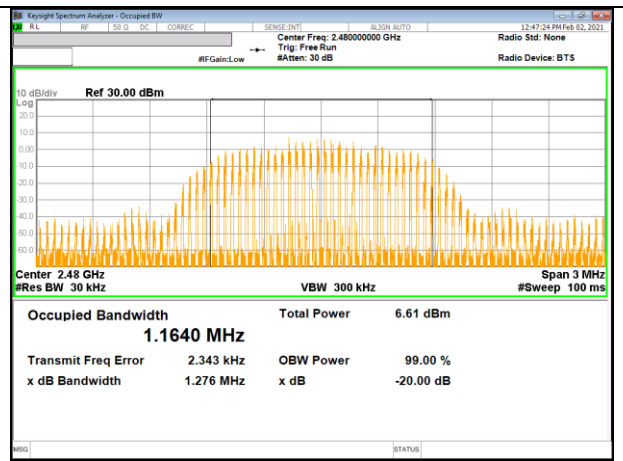 Keysight Spectrum Analyzer - Occupied BW
RL RF 50 Ω DC CORREC SENSE:INT ALIGN AUTO 12:47:24 PM Feb 02, 2021
Center Freq: 2.480000000 GHz Radio Std: None
Trig: Free Run
#IFGain:Low #Atten: 30 dB Radio Device: BTS
10 dB/div Ref 30.00 dBm
Log
20.0
10.0
0.00
-10.0
-20.0
-30.0
-40.0
-50.0
-60.0
Center 2.48 GHz Span 3 MHz
#Res BW 30 kHz VBW 300 kHz #Sweep 100 ms
Occupied Bandwidth Total Power 6.61 dBm
1.1640 MHz
Transmit Freq Error 2.343 kHz OBW Power 99.00 %
x dB Bandwidth 1.276 MHz x dB -20.00 dB
MSG STATUS